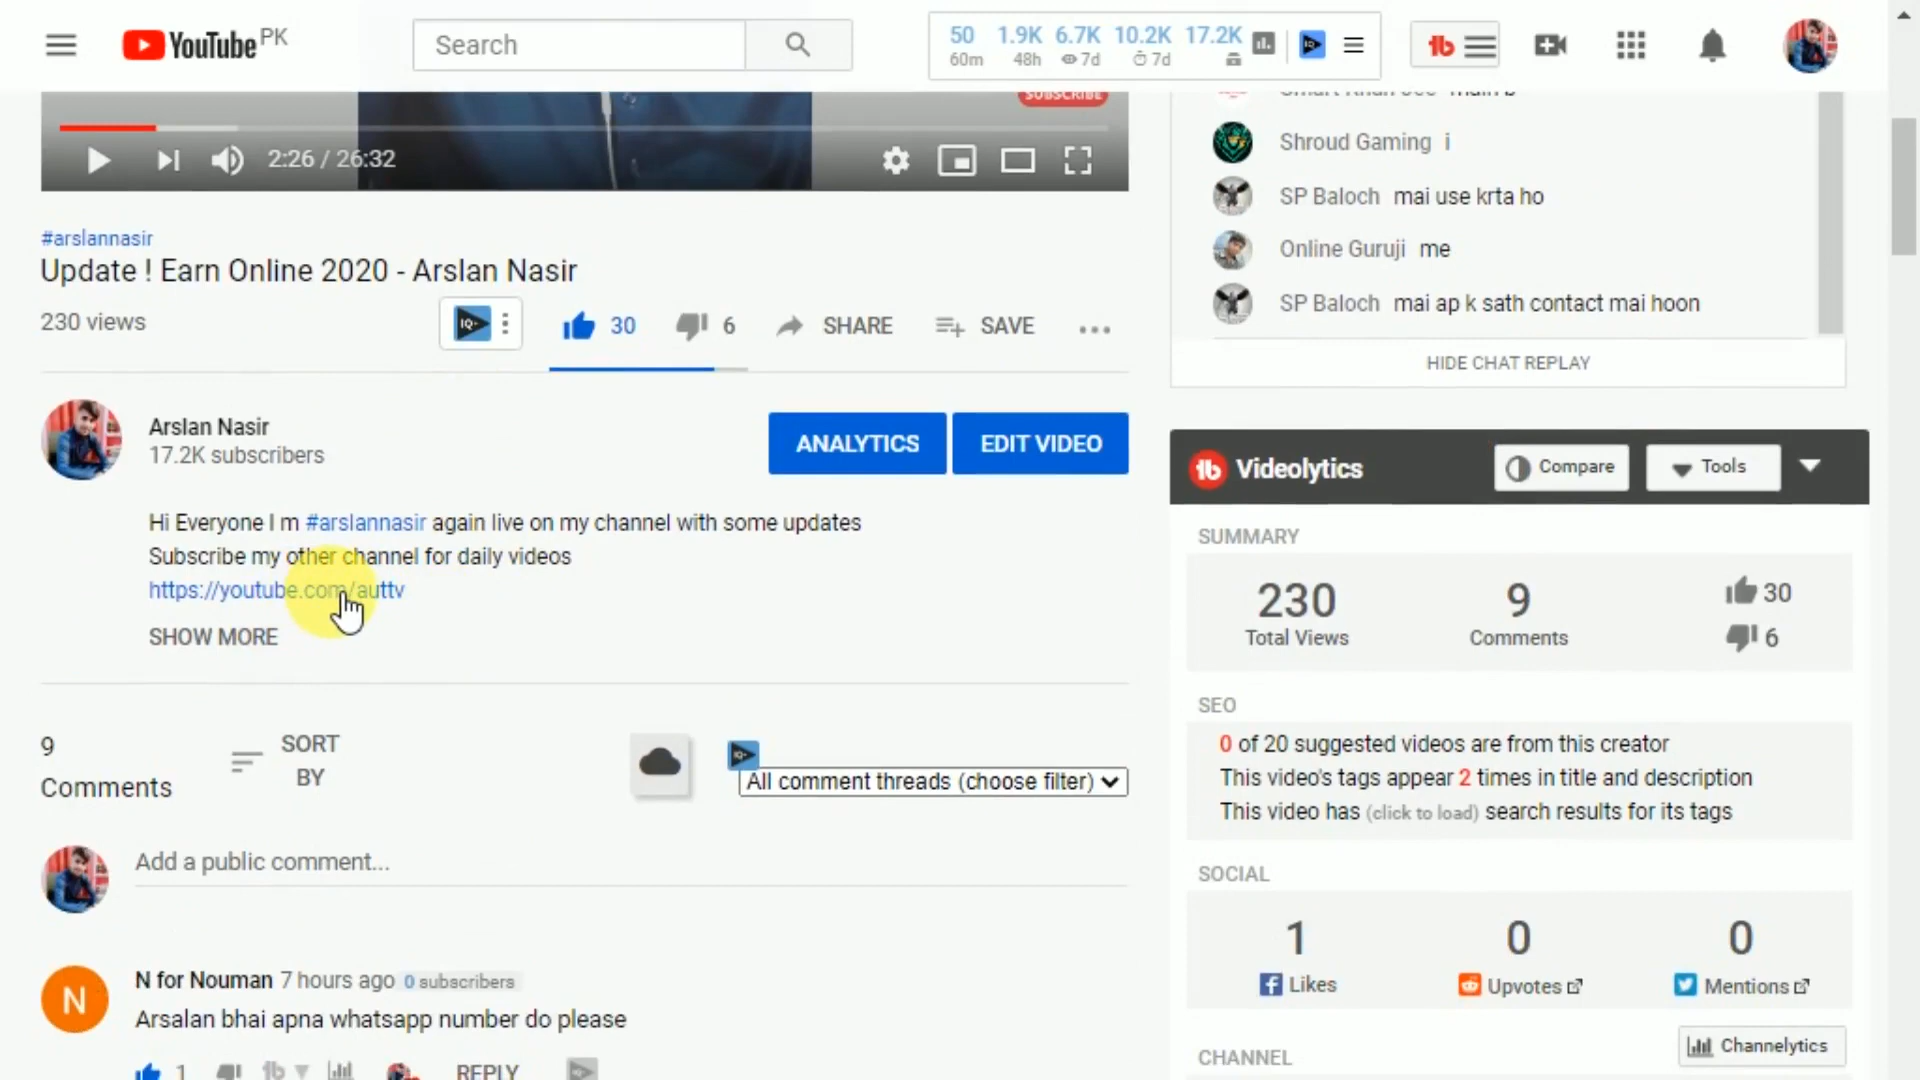 YouTube PK
Search
50 1.9K 6.7K 10.2K 17.2K
60m 48h 7d 7d
SUBSCRIBE
2:26 / 26:32
Shroud Gaming i
SP Baloch mai use krta ho
Online Guruji me
SP Baloch mai ap k sath contact mai hoon
HIDE CHAT REPLAY
#arslannasir
Update ! Earn Online 2020 - Arslan Nasir
230 views
IQ
30
6
SHARE
SAVE
Arslan Nasir
17.2K subscribers
ANALYTICS
EDIT VIDEO
Hi Everyone I m #arslannasir again live on my channel with some updates
Subscribe my other channel for daily videos
https://youtube.com/auttv
SHOW MORE
9
Comments
SORT
BY
All comment threads (choose filter)
Add a public comment...
N
N for Nouman 7 hours ago 0 subscribers
Arsalan bhai apna whatsapp number do please
1
REPLY
tb Videolytics
Compare
Tools
SUMMARY
230
Total Views
9
Comments
30
6
SEO
0 of 20 suggested videos are from this creator
This video's tags appear 2 times in title and description
This video has (click to load) search results for its tags
SOCIAL
1
Likes
0
Upvotes
0
Mentions
Channelytics
CHANNEL